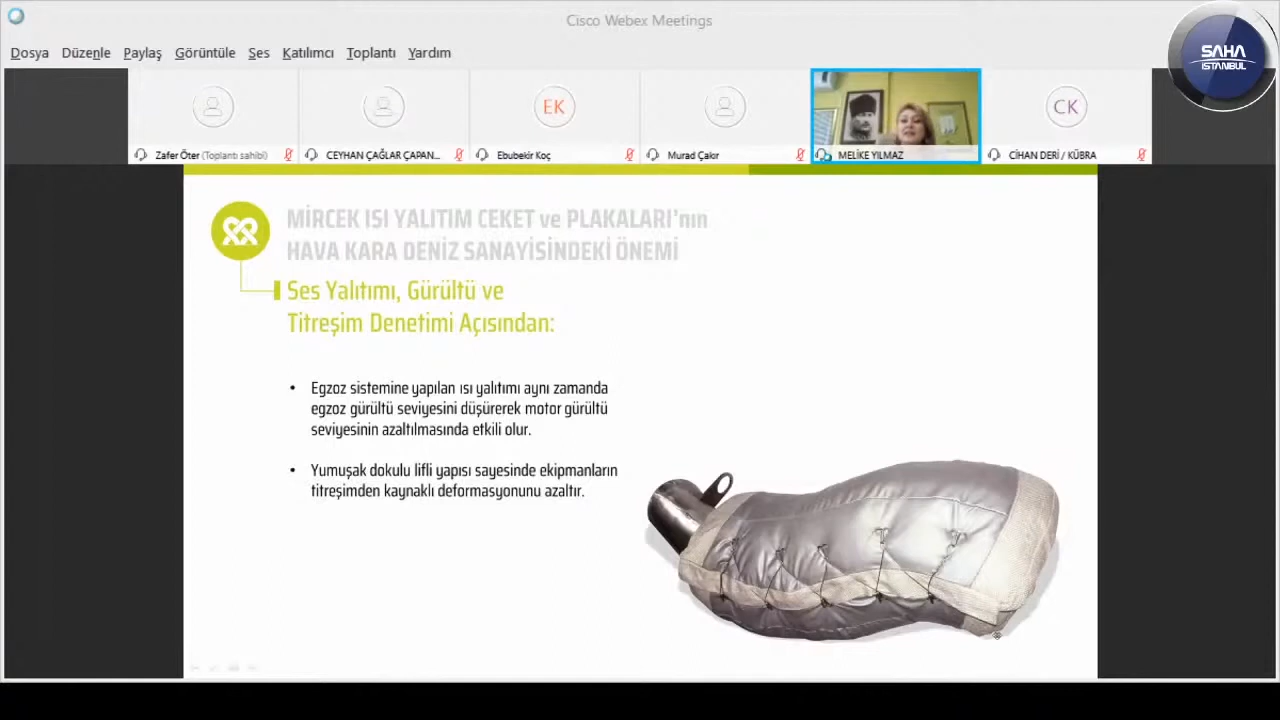 Cisco Webex Meetings
Dosya Düzenle Paylaş Görüntüle Ses Katılımcı Toplantı Yardım
SAHA
İSTANBUL
EK
CK
Zafer Öter (Toplantı sahibi)
CEYHAN ÇAĞLAR ÇAPAN...
Ebubekir Koç
Murad Çakır
MELİKE YILMAZ
CİHAN DERİ / KÜBRA
MİRCEK ISI YALITIM CEKET ve PLAKALARI'nın
HAVA KARA DENİZ SANAYİSİNDEKİ ÖNEMİ
Ses Yalıtımı, Gürültü ve
Titreşim Denetimi Açısından:
• Egzoz sistemine yapılan ısı yalıtımı aynı zamanda
egzoz gürültü seviyesini düşürerek motor gürültü
seviyesinin azaltılmasında etkili olur.
• Yumuşak dokulu lifli yapısı sayesinde ekipmanların
titreşimden kaynaklı deformasyonunu azaltır.